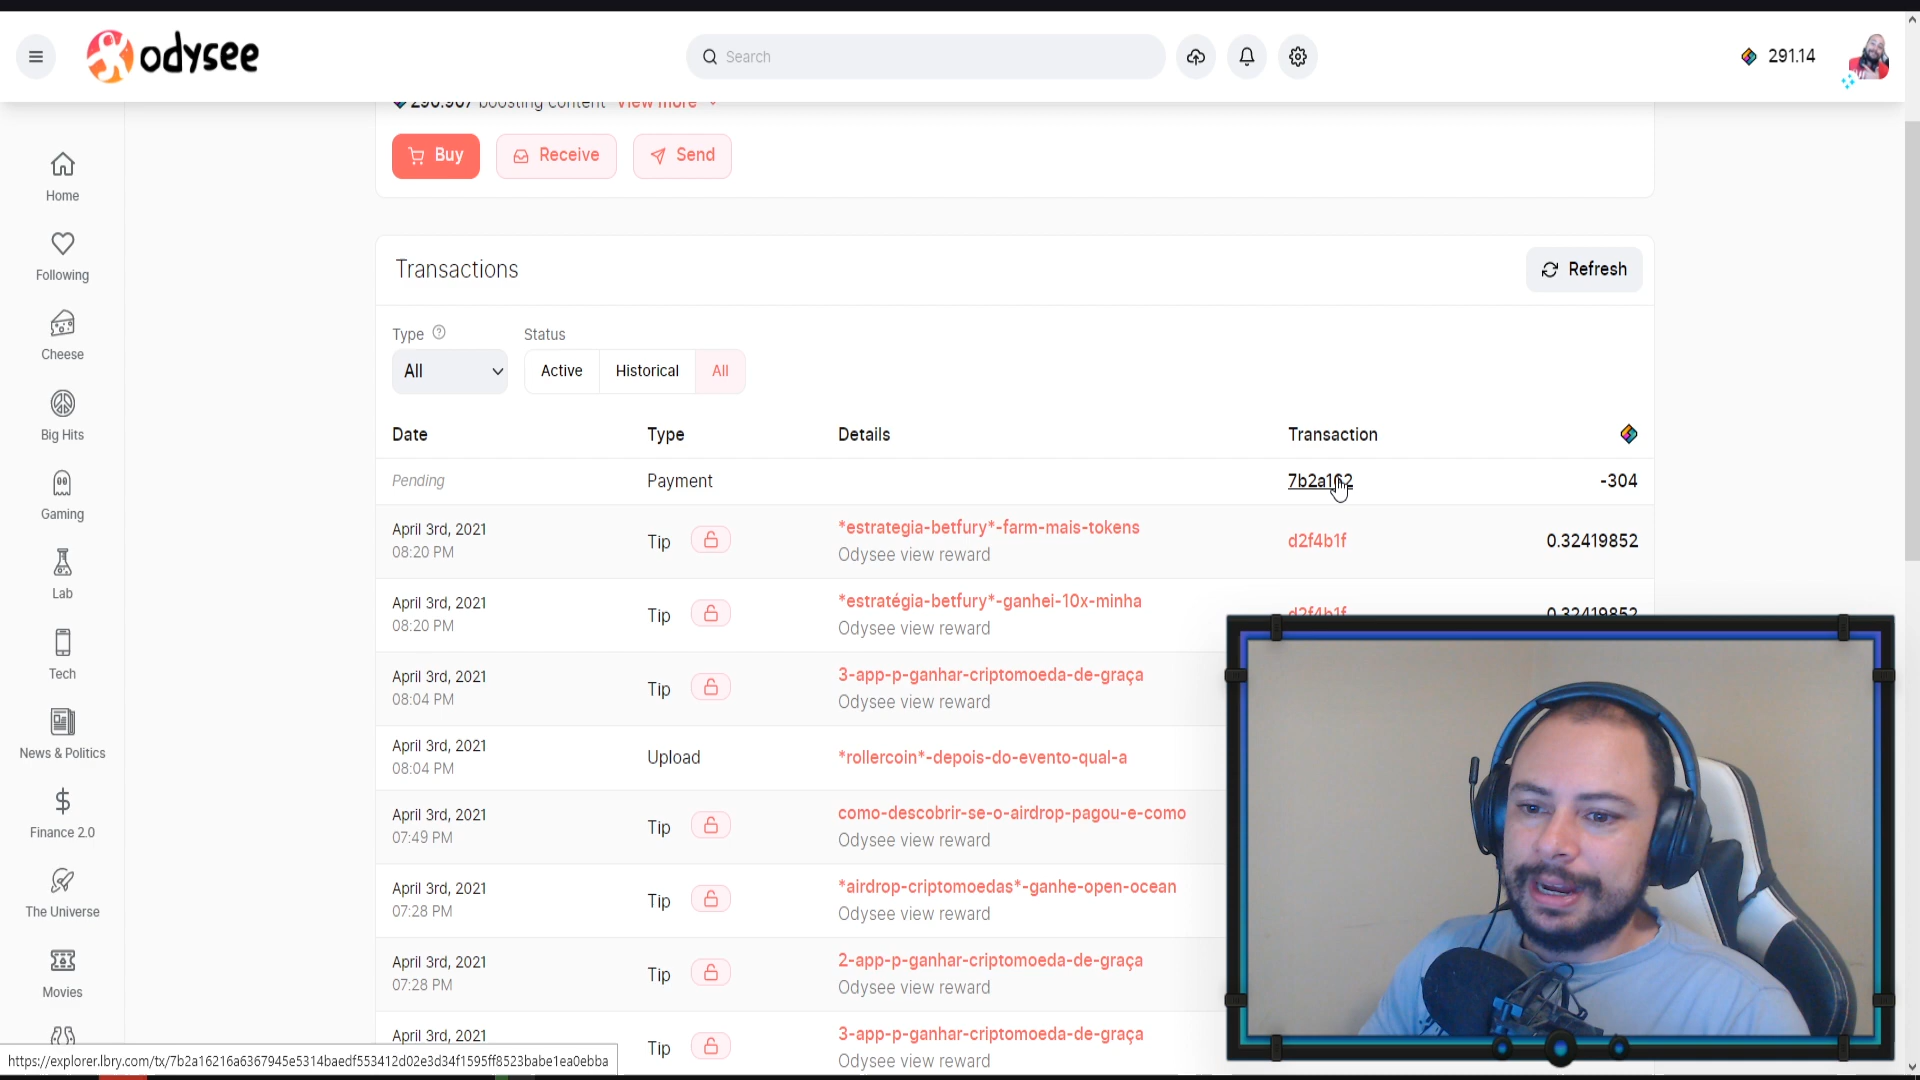 odysee
Search
291.14
290.907 boosting content View more
Buy
Receive
Send
Home
Following
Cheese
Big Hits
Gaming
Lab
Tech
News & Politics
Finance 2.0
The Universe
Movies
Transactions
Refresh
Type
Status
All
Active
Historical
All
Date
Type
Details
Transaction
Pending
Payment
7b2a162
-304
April 3rd, 2021
08:20 PM
Tip
*estrategia-betfury*-farm-mais-tokens
Odysee view reward
d2f4b1f
0.32419852
April 3rd, 2021
08:20 PM
Tip
*estratégia-betfury*-ganhei-10x-minha
Odysee view reward
d2f4b1f
0.32419852
April 3rd, 2021
08:04 PM
Tip
3-app-p-ganhar-criptomoeda-de-graça
Odysee view reward
April 3rd, 2021
08:04 PM
Upload
*rollercoin*-depois-do-evento-qual-a
April 3rd, 2021
07:49 PM
Tip
como-descobrir-se-o-airdrop-pagou-e-como
Odysee view reward
April 3rd, 2021
07:28 PM
Tip
*airdrop-criptomoedas*-ganhe-open-ocean
Odysee view reward
April 3rd, 2021
07:28 PM
Tip
2-app-p-ganhar-criptomoeda-de-graça
Odysee view reward
April 3rd, 2021
Tip
3-app-p-ganhar-criptomoeda-de-graça
Odysee view reward
https://explorer.lbry.com/tx/7b2a16216a6367945e5314baedf553412d02e3d34f1595ff8523babe1ea0ebba